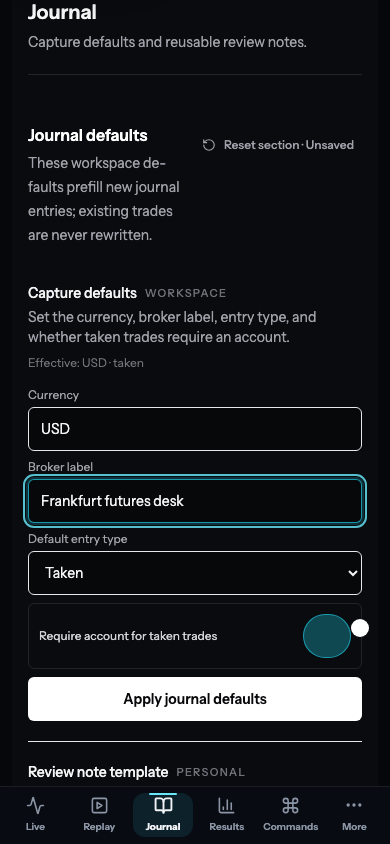 Journal
Capture defaults and reusable review notes.
Journal defaults
Reset section · Unsaved
These workspace de-
faults prefill new journal
entries; existing trades
are never rewritten.
Capture defaults WORKSPACE
Set the currency, broker label, entry type, and
whether taken trades require an account.
Effective: USD · taken
Currency
USD
Broker label
Frankfurt futures desk
Default entry type
Taken
Require account for taken trades
Apply journal defaults
Review note template PERSONAL
Live Replay Journal Results Commands More